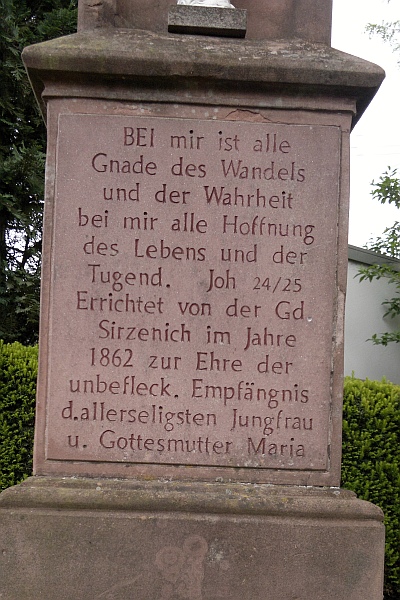 BEI mir ist alle
Gnade des Wandels
und der Wahrheit
bei mir alle Hoffnung
des Lebens und der
Tugend. Joh 24/25
Errichtet von der Gd.
Sirzenich im Jahre
1862 zur Ehre der
unbefleck. Empfängnis
d.allerseligsten Jungfrau
u. Gottesmutter Maria